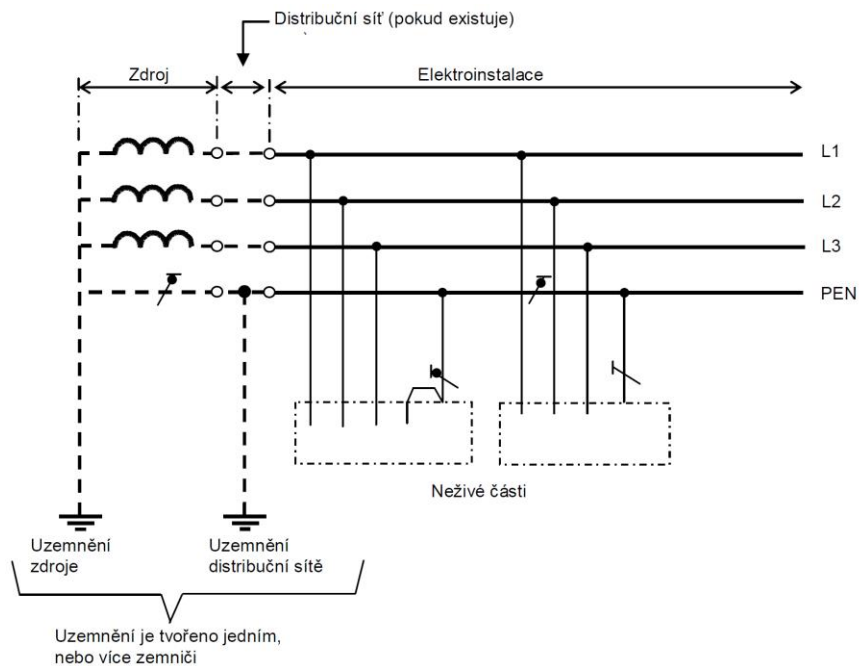 Distribuční síť (pokud existuje)
Zdroj
Elektroinstalace
L1
L2
L3
PEN
Neživé části
Uzemnění
zdroje
Uzemnění
distribuční sítě
Uzemnění je tvořeno jedním,
nebo více zemniči